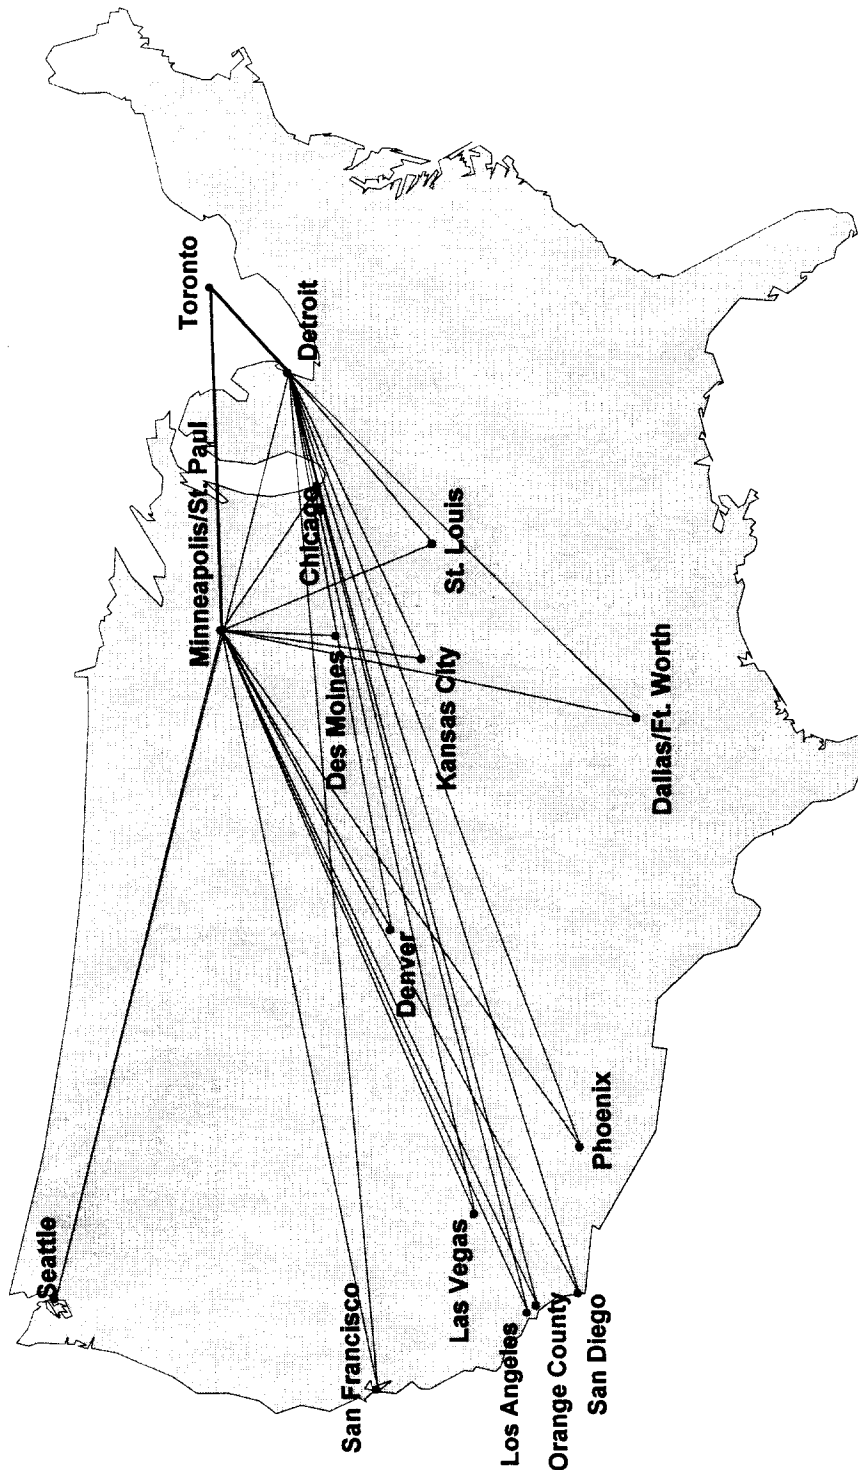 Seattle
San Francisco
Las Vegas
Los Angeles
Orange County
San Diego
Phoenix
Denver
Minneapolis/St. Paul
Des Moines
Kansas City
Dallas/Ft. Worth
Chicago
St. Louis
Toronto
Detroit